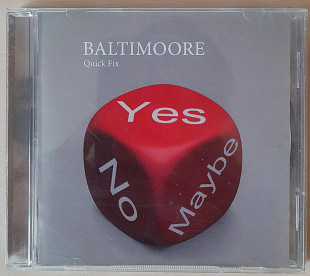 BALTIMOORE
Quick Fix
Yes
No
Maybe